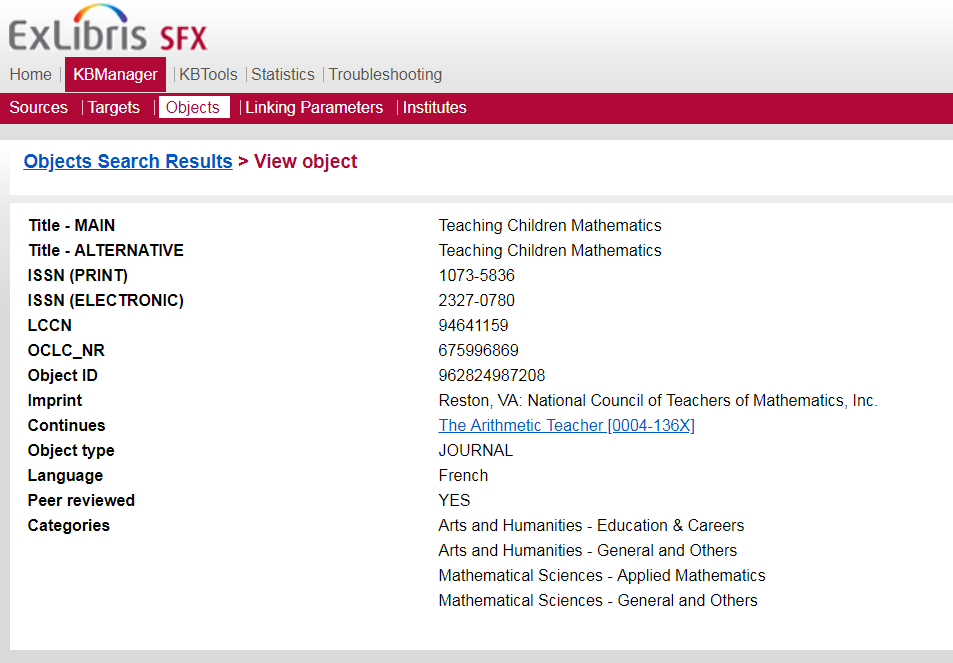 ExLibris SFX
Home | KBManager | KBTools | Statistics | Troubleshooting
Sources | Targets | Objects | Linking Parameters | Institutes
Objects Search Results > View object
Title - MAIN Teaching Children Mathematics
Title - ALTERNATIVE Teaching Children Mathematics
ISSN (PRINT) 1073-5836
ISSN (ELECTRONIC) 2327-0780
LCCN 94641159
OCLC_NR 675996869
Object ID 962824987208
Imprint Reston, VA: National Council of Teachers of Mathematics, Inc.
Continues The Arithmetic Teacher [0004-136X]
Object type JOURNAL
Language French
Peer reviewed YES
Categories Arts and Humanities - Education & Careers
Arts and Humanities - General and Others
Mathematical Sciences - Applied Mathematics
Mathematical Sciences - General and Others